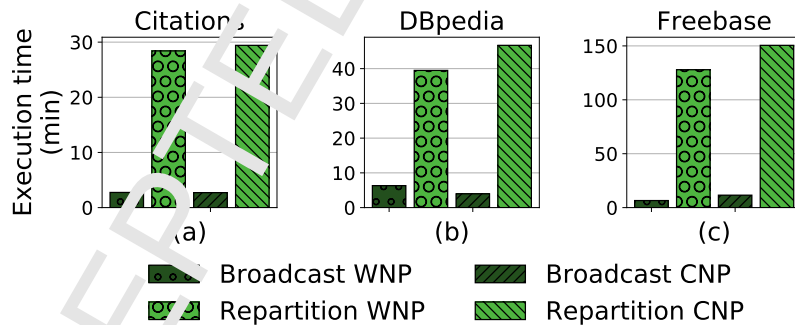 Citations DBpedia Freebase
Execution time
(min)
30
20
10
0
40
30
20
10
0
150
100
50
0
(a) (b) (c)
Broadcast WNP Broadcast CNP
Repartition WNP Repartition CNP